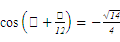 cos (□ + □/12) = −√14/4